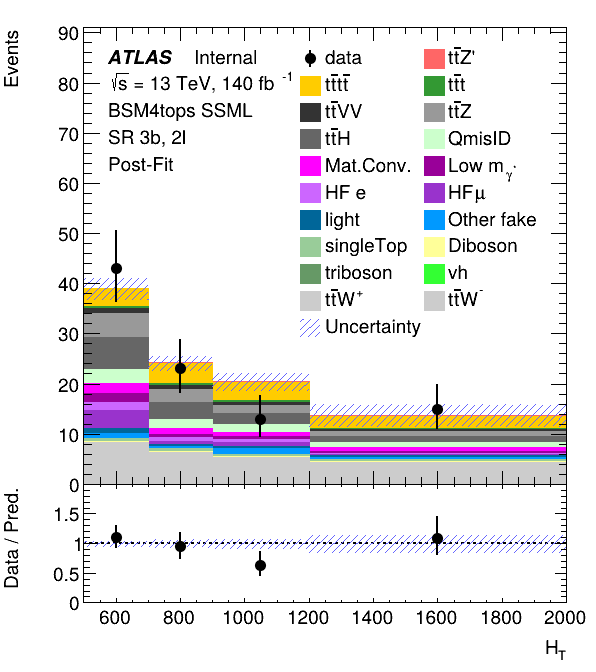 Events
90
80
70
60
50
40
30
20
10
0
ATLAS Internal
√s = 13 TeV, 140 fb⁻¹
BSM4tops SSML
SR 3b, 2l
Post-Fit
data
tt̄Z'
tt̄tt̄
tt̄t
tt̄VV
tt̄Z
tt̄H
QmisID
Mat.Conv.
Low m_γ*
HF e
HFμ
light
Other fake
singleTop
Diboson
triboson
vh
tt̄W⁺
tt̄W⁻
Uncertainty
Data / Pred.
1.5
1
0.5
0
600 800 1000 1200 1400 1600 1800 2000
H_T